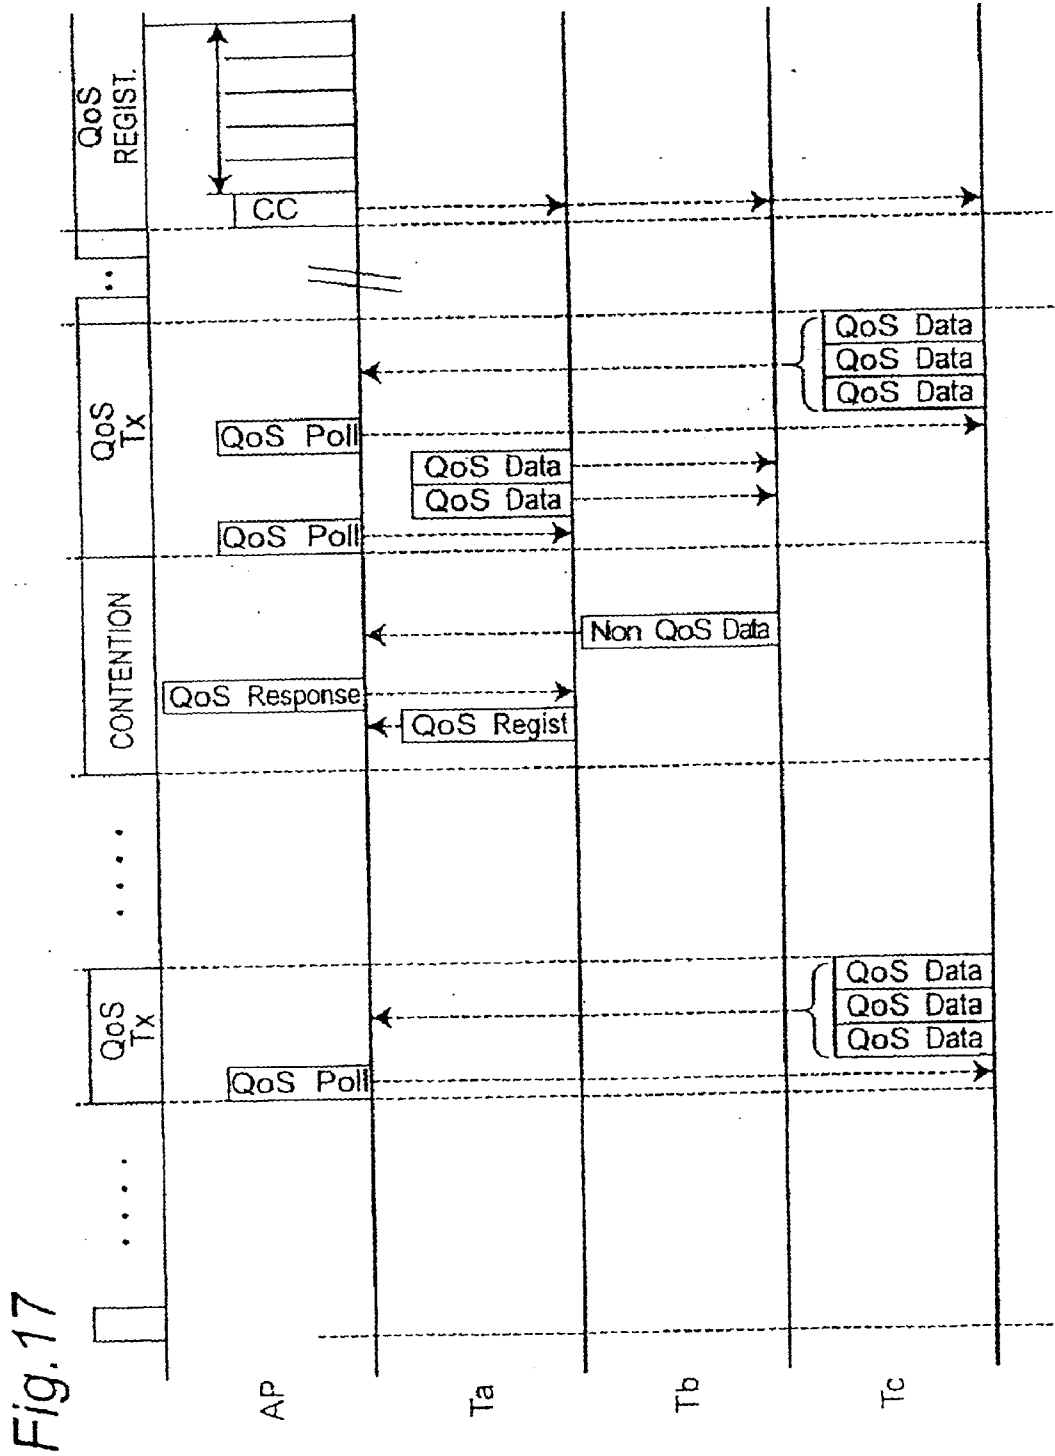 QoS
REGIST.
CC
QoS
Tx
QoS Data
QoS Data
QoS Data
QoS Poll
QoS Data
QoS Data
QoS Poll
CONTENTION
Non QoS Data
QoS Response
QoS Regist
QoS
Tx
QoS Data
QoS Data
QoS Data
QoS Poll
AP
Ta
Tb
Tc
Fig. 17